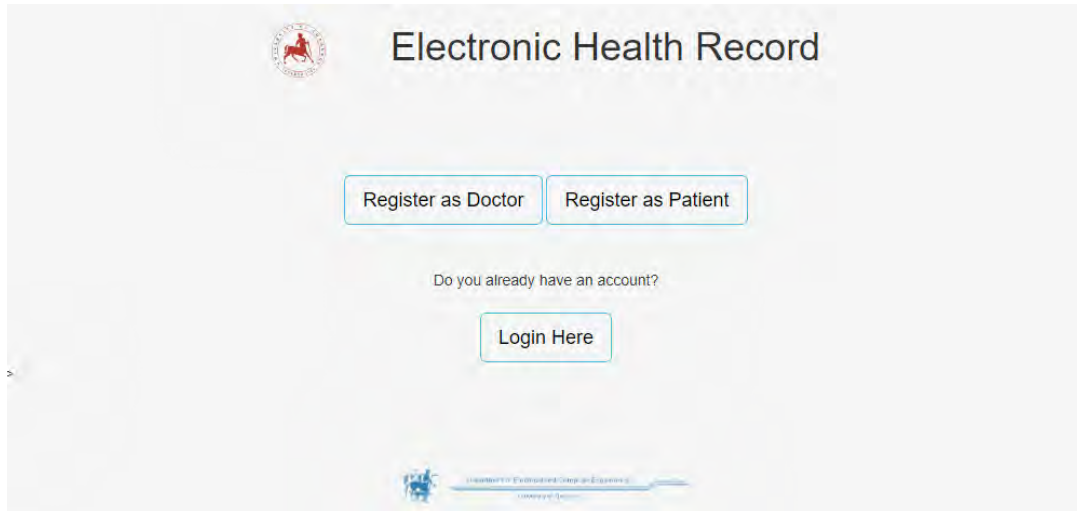 Electronic Health Record
Register as Doctor Register as Patient
Do you already have an account?
Login Here
>